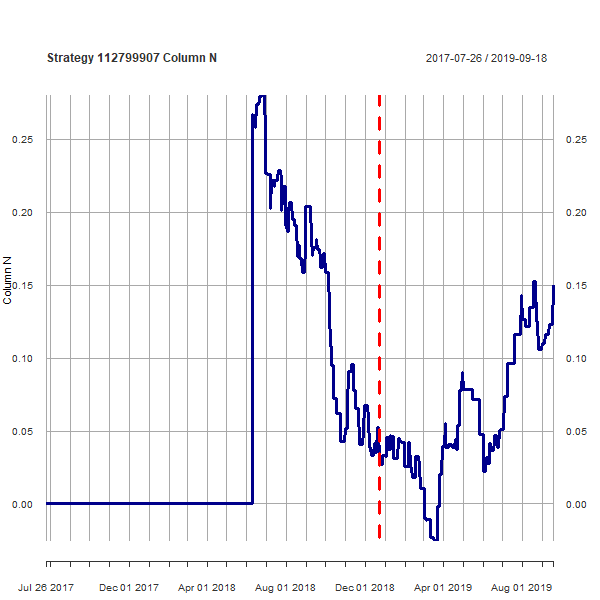 Strategy 112799907 Column N
2017-07-26 / 2019-09-18
0.25
0.20
0.15
0.10
0.05
0.00
Column N
0.25
0.20
0.15
0.10
0.05
0.00
Jul 26 2017
Dec 01 2017
Apr 01 2018
Aug 01 2018
Dec 01 2018
Apr 01 2019
Aug 01 2019